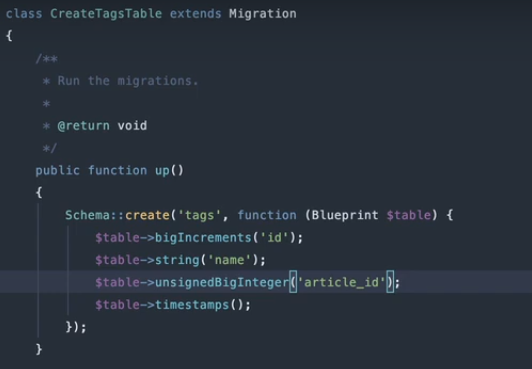 class CreateTagsTable extends Migration
{
    /**
     * Run the migrations.
     *
     * @return void
     */
    public function up()
    {
        Schema::create('tags', function (Blueprint $table) {
            $table->bigIncrements('id');
            $table->string('name');
            $table->unsignedBigInteger('article_id');
            $table->timestamps();
        });
    }